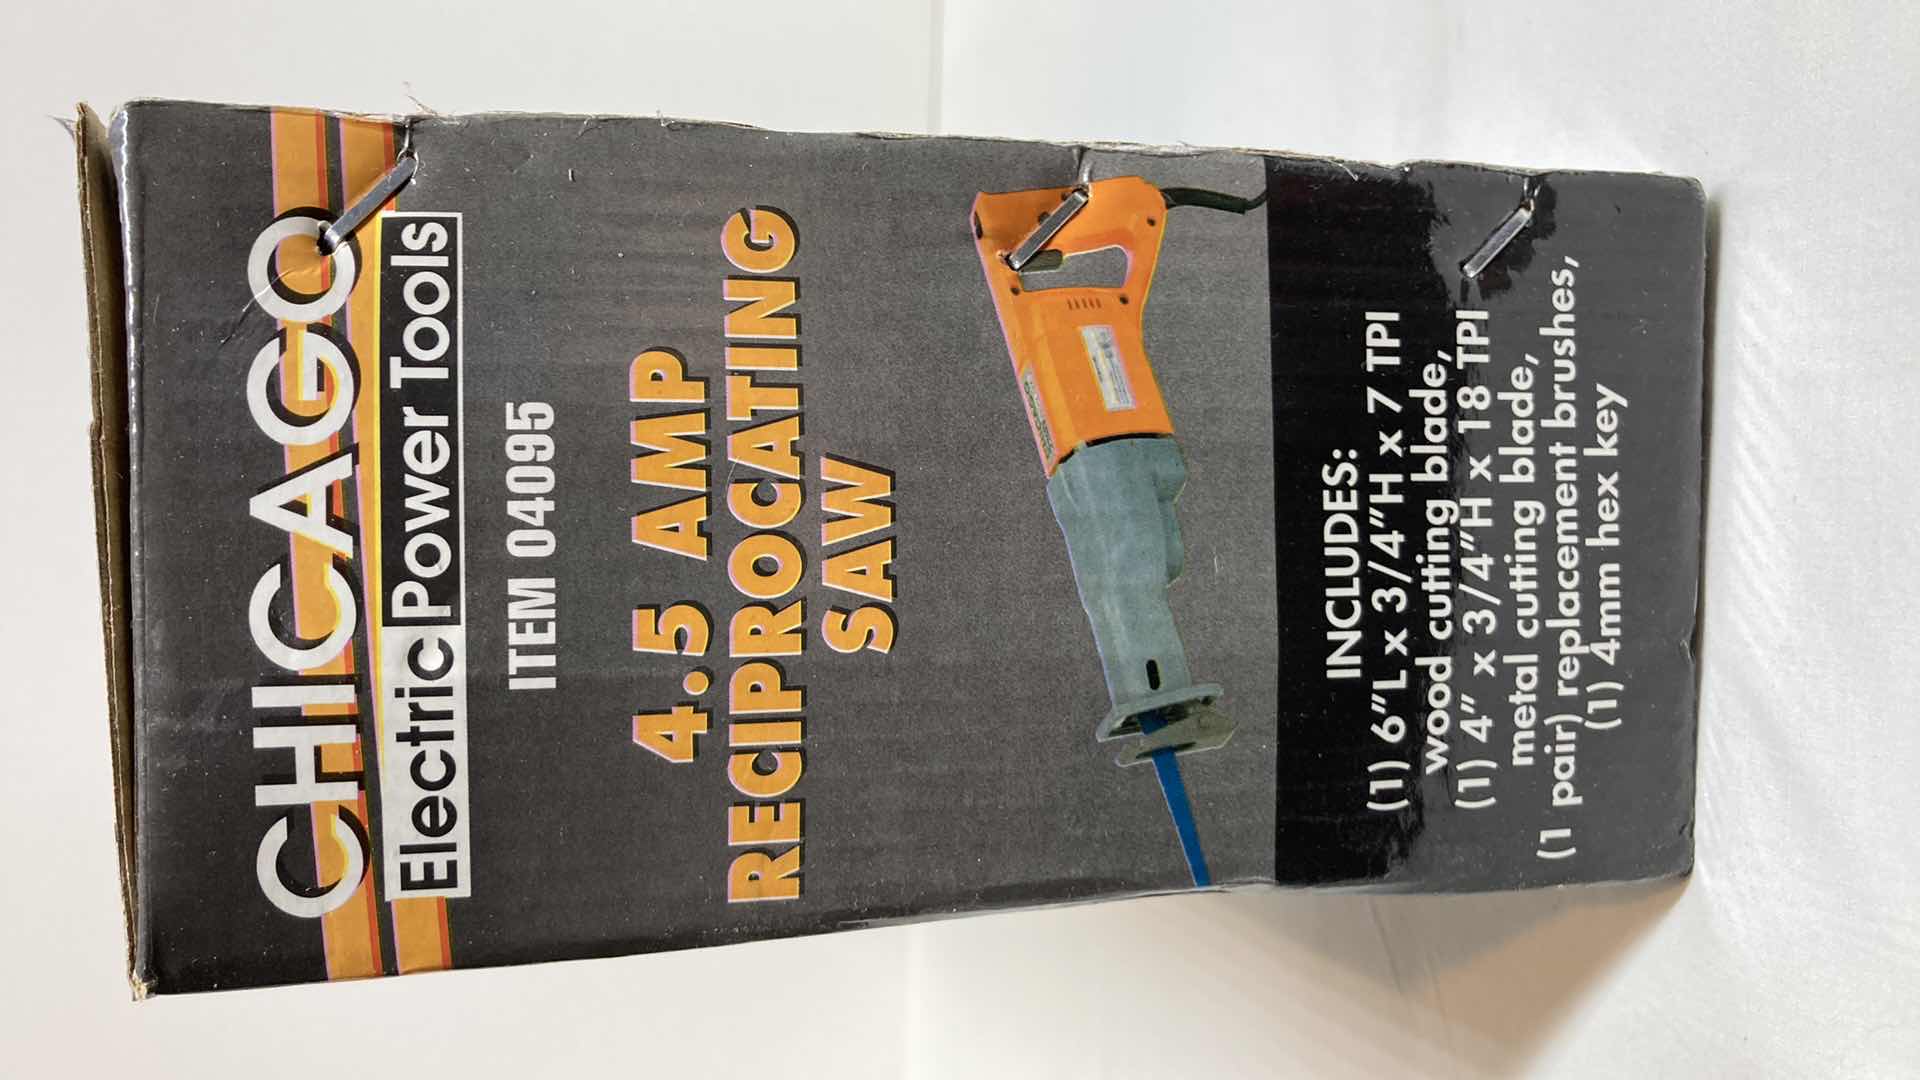 CHICAGO
Electric Power Tools
ITEM 04095
4.5 AMP
RECIPROCATING
SAW
INCLUDES:
(1) 6"L x 3/4"H x 7 TPI
wood cutting blade,
(1) 4" x 3/4"H x 18 TPI
metal cutting blade,
(1 pair) replacement brushes,
(1) 4mm hex key